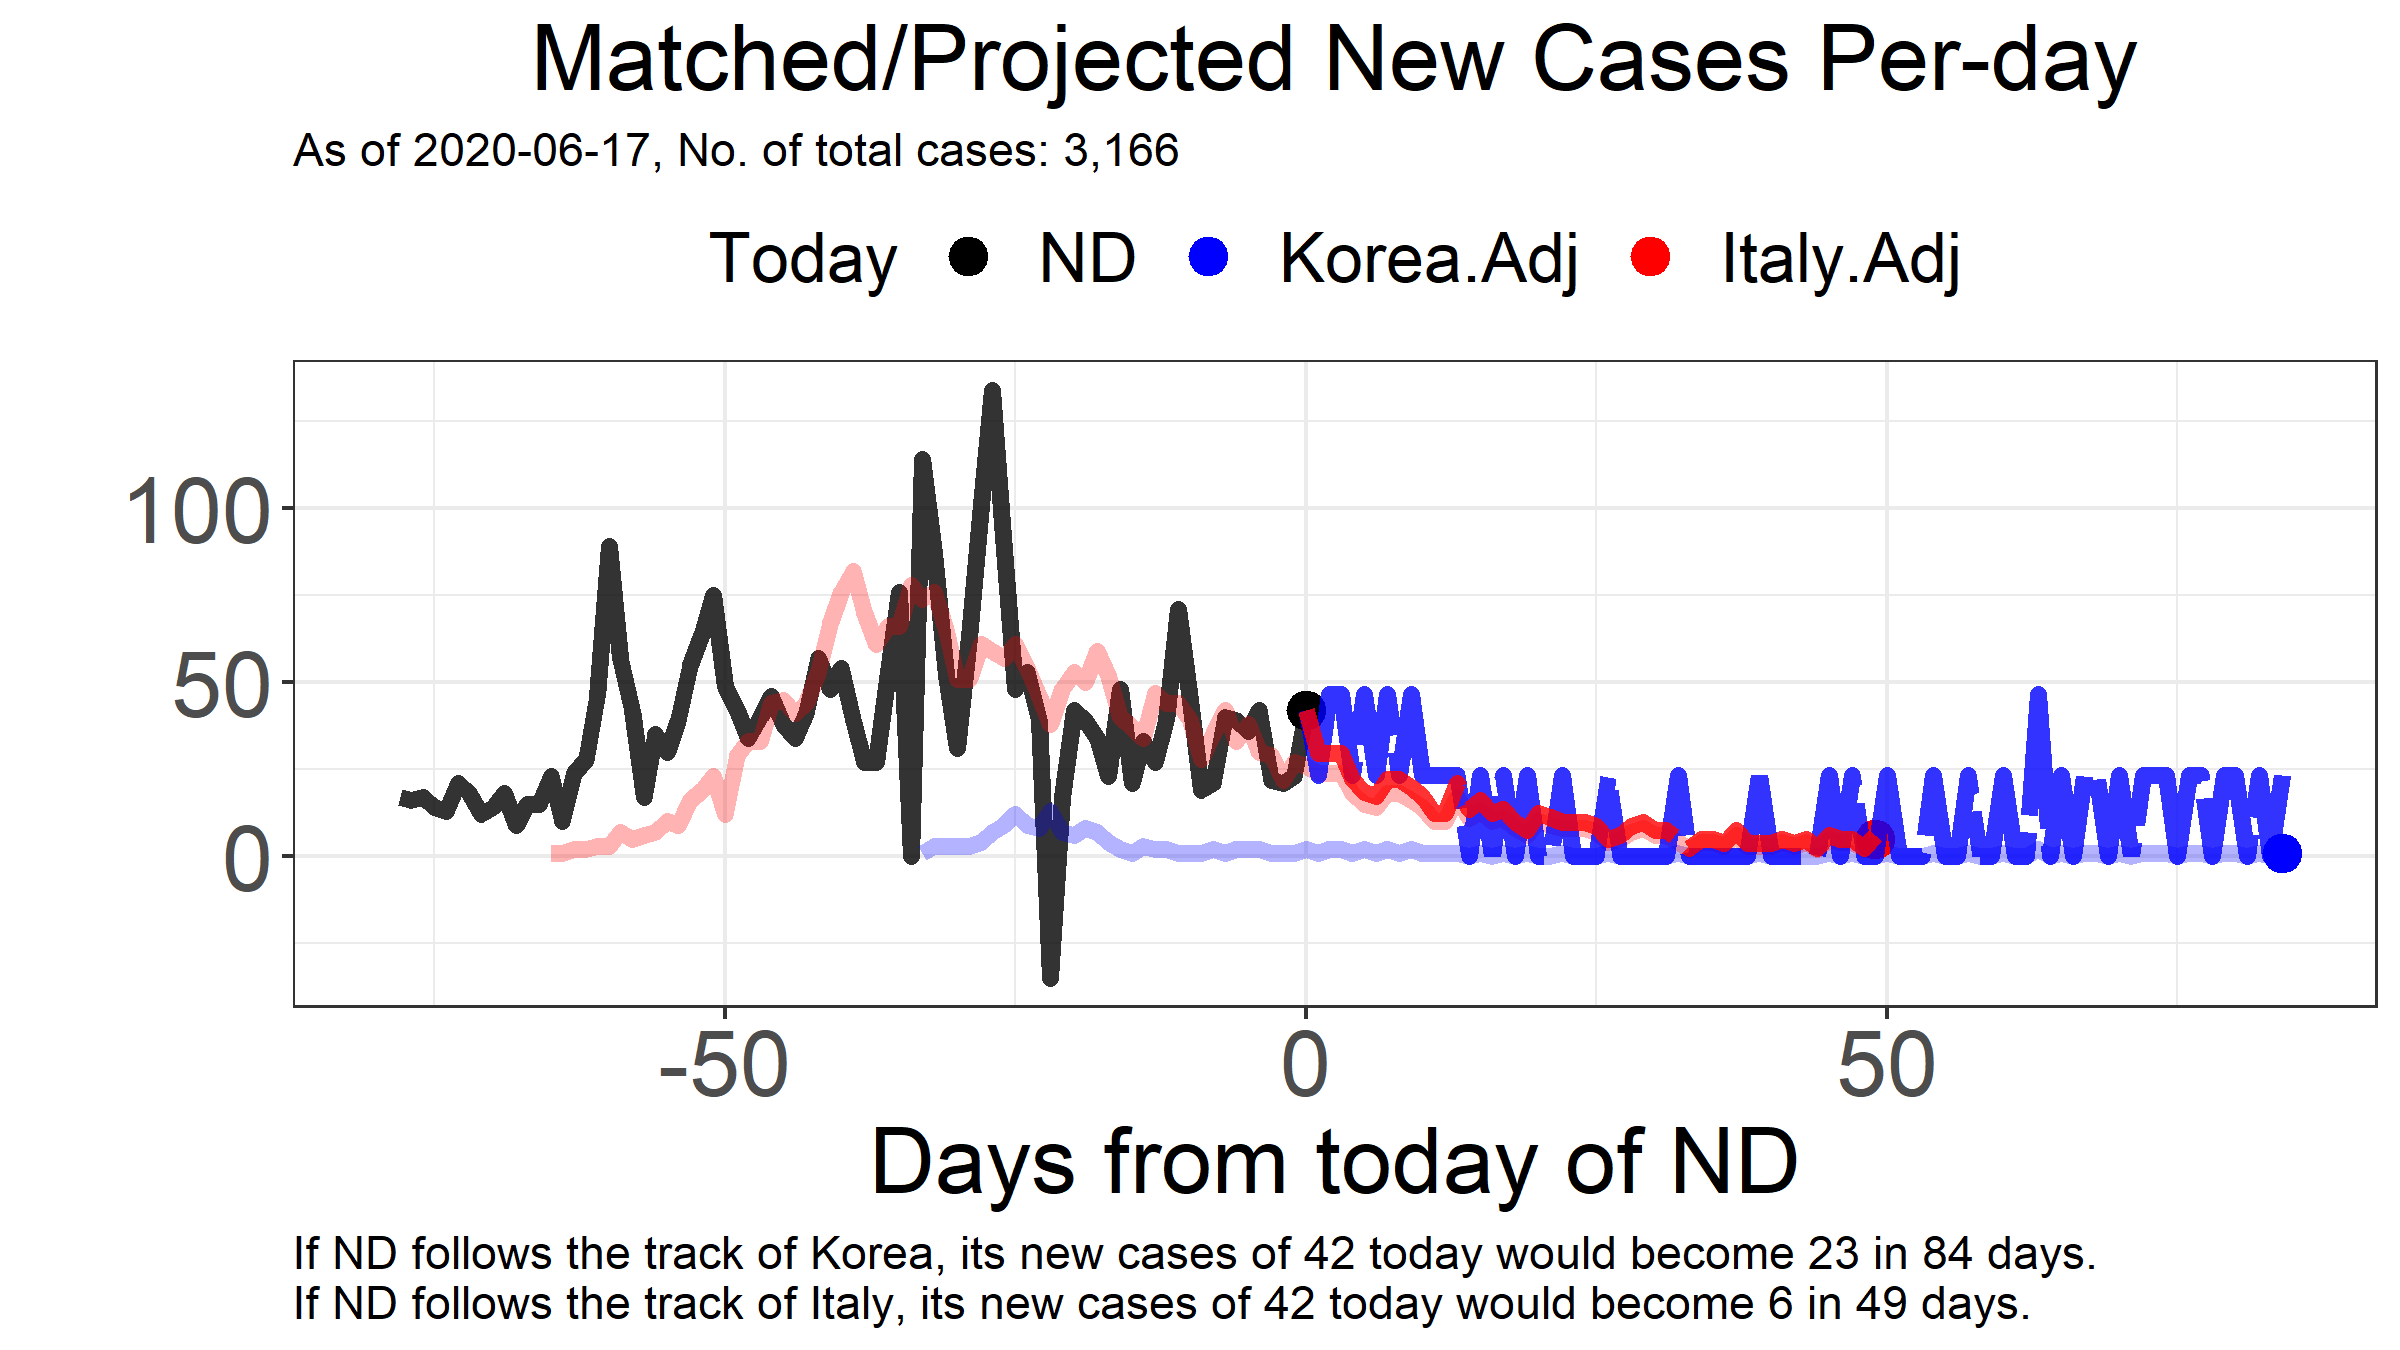 Matched/Projected New Cases Per-day
As of 2020-06-17, No. of total cases: 3,166
Today ND Korea.Adj Italy.Adj
100
50
0
-50 0 50
Days from today of ND
If ND follows the track of Korea, its new cases of 42 today would become 23 in 84 days.
If ND follows the track of Italy, its new cases of 42 today would become 6 in 49 days.